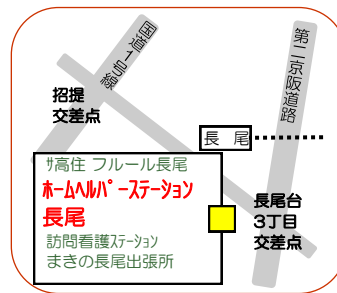 国道1号線
第二京阪道路
招提
交差点
長 尾
ｻ高住 フルール長尾
ホームヘルパーステーション
長尾
訪問看護ｽﾃｰｼｮﾝ
まきの長尾出張所
長尾台
3丁目
交差点